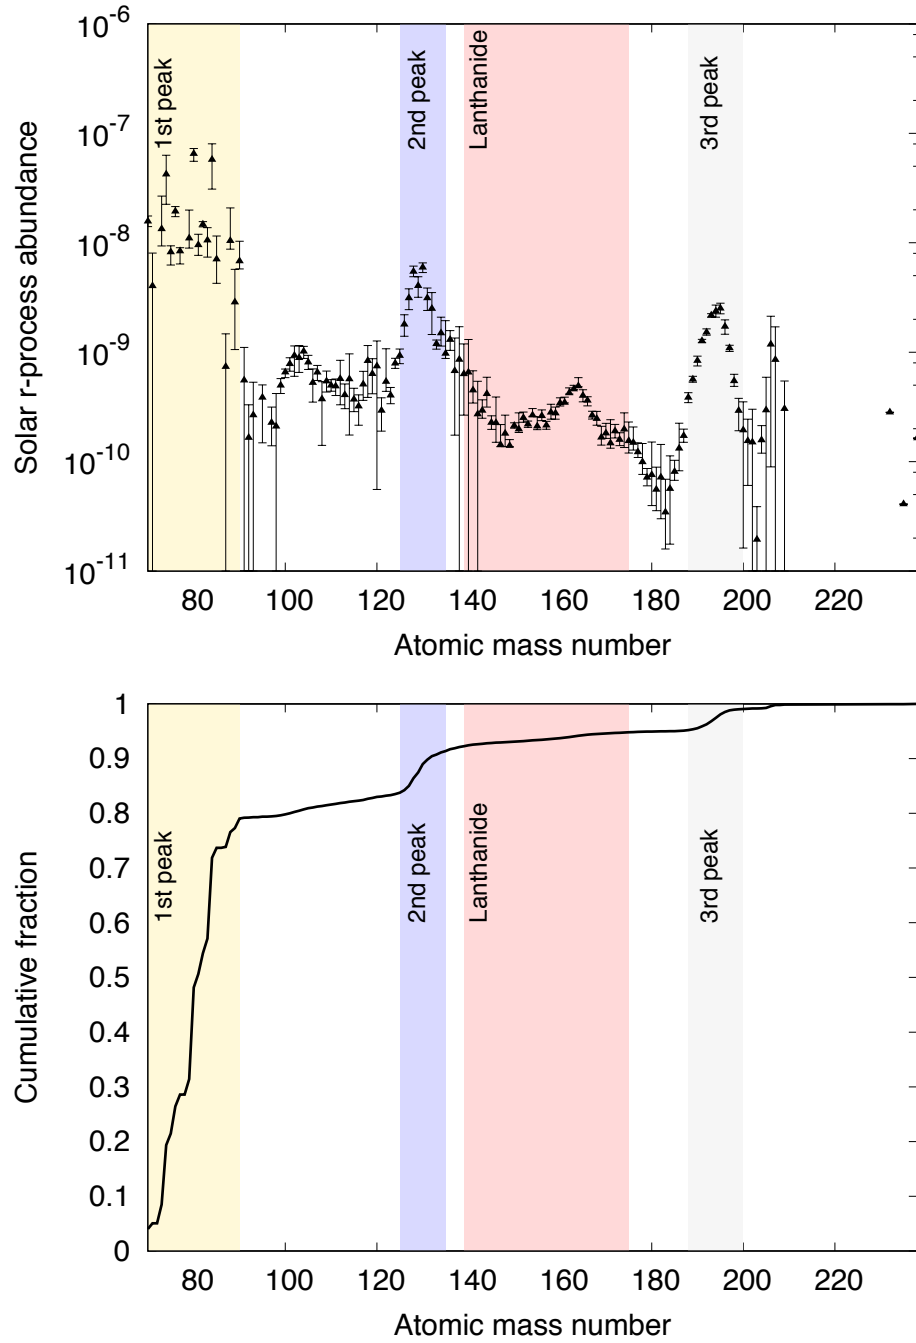 10-6
10-7
10-8
10-9
10-10
10-11
Solar r-process abundance
1st peak
2nd peak
Lanthanide
3rd peak
80 100 120 140 160 180 200 220
Atomic mass number
1
0.9
0.8
0.7
0.6
0.5
0.4
0.3
0.2
0.1
0
Cumulative fraction
1st peak
2nd peak
Lanthanide
3rd peak
80 100 120 140 160 180 200 220
Atomic mass number